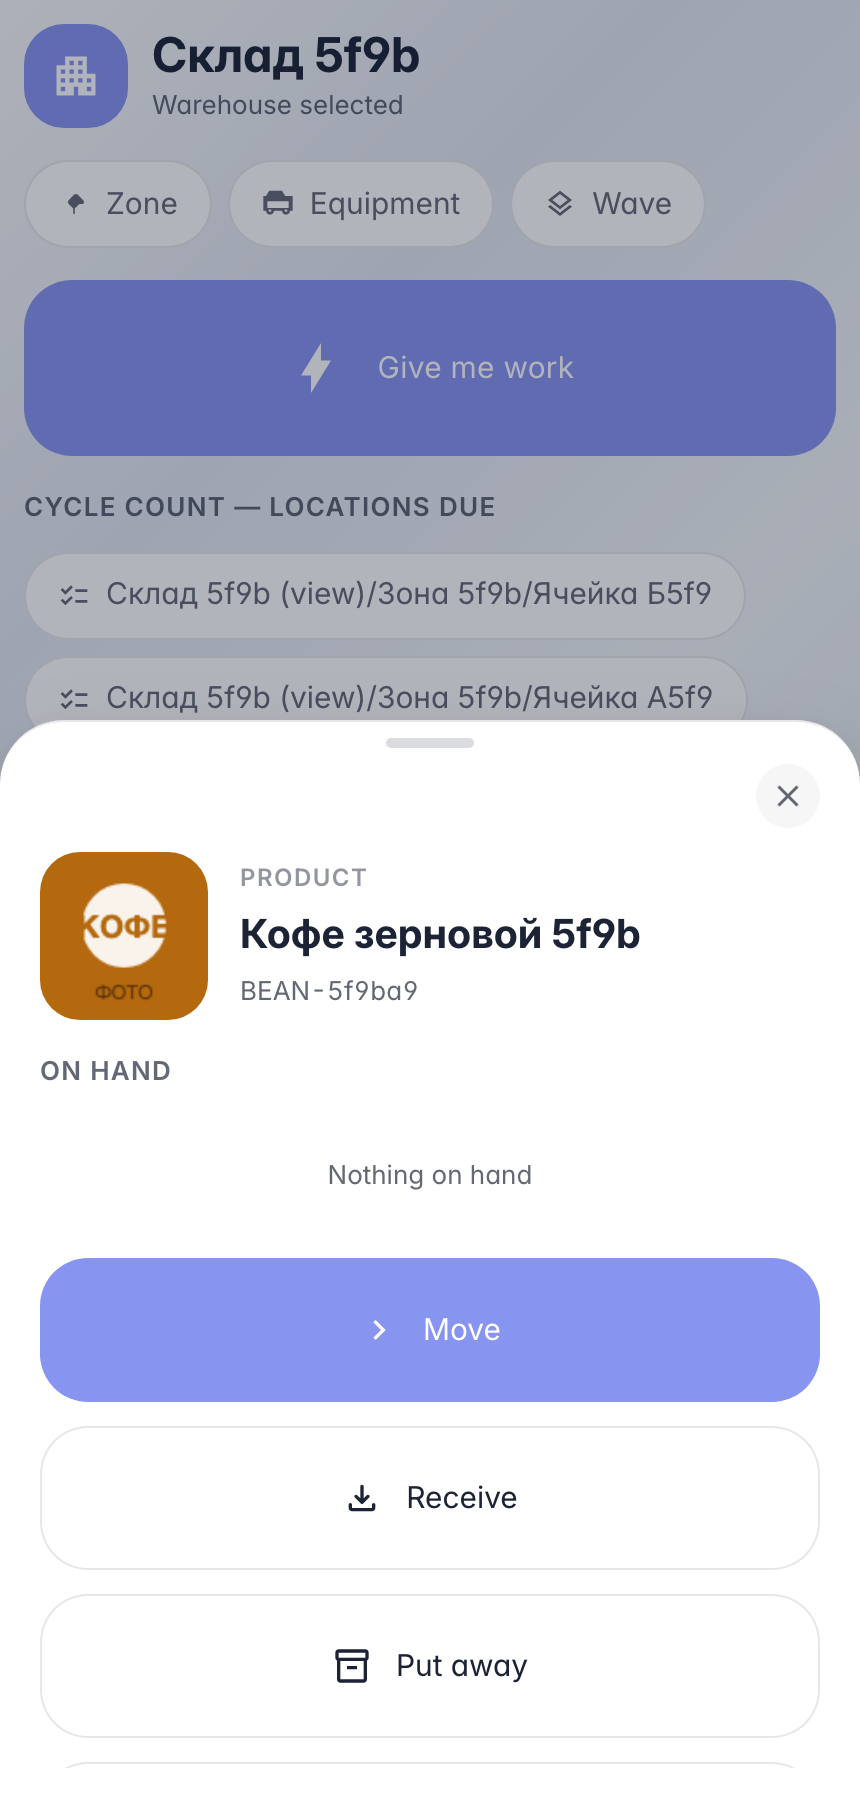 Склад 5f9b
Warehouse selected
Zone
Equipment
Wave
Give me work
CYCLE COUNT — LOCATIONS DUE
Склад 5f9b (view)/Зона 5f9b/Ячейка Б5f9
Склад 5f9b (view)/Зона 5f9b/Ячейка А5f9
КОФЕ
ФОТО
PRODUCT
Кофе зерновой 5f9b
BEAN-5f9ba9
ON HAND
Nothing on hand
Move
Receive
Put away